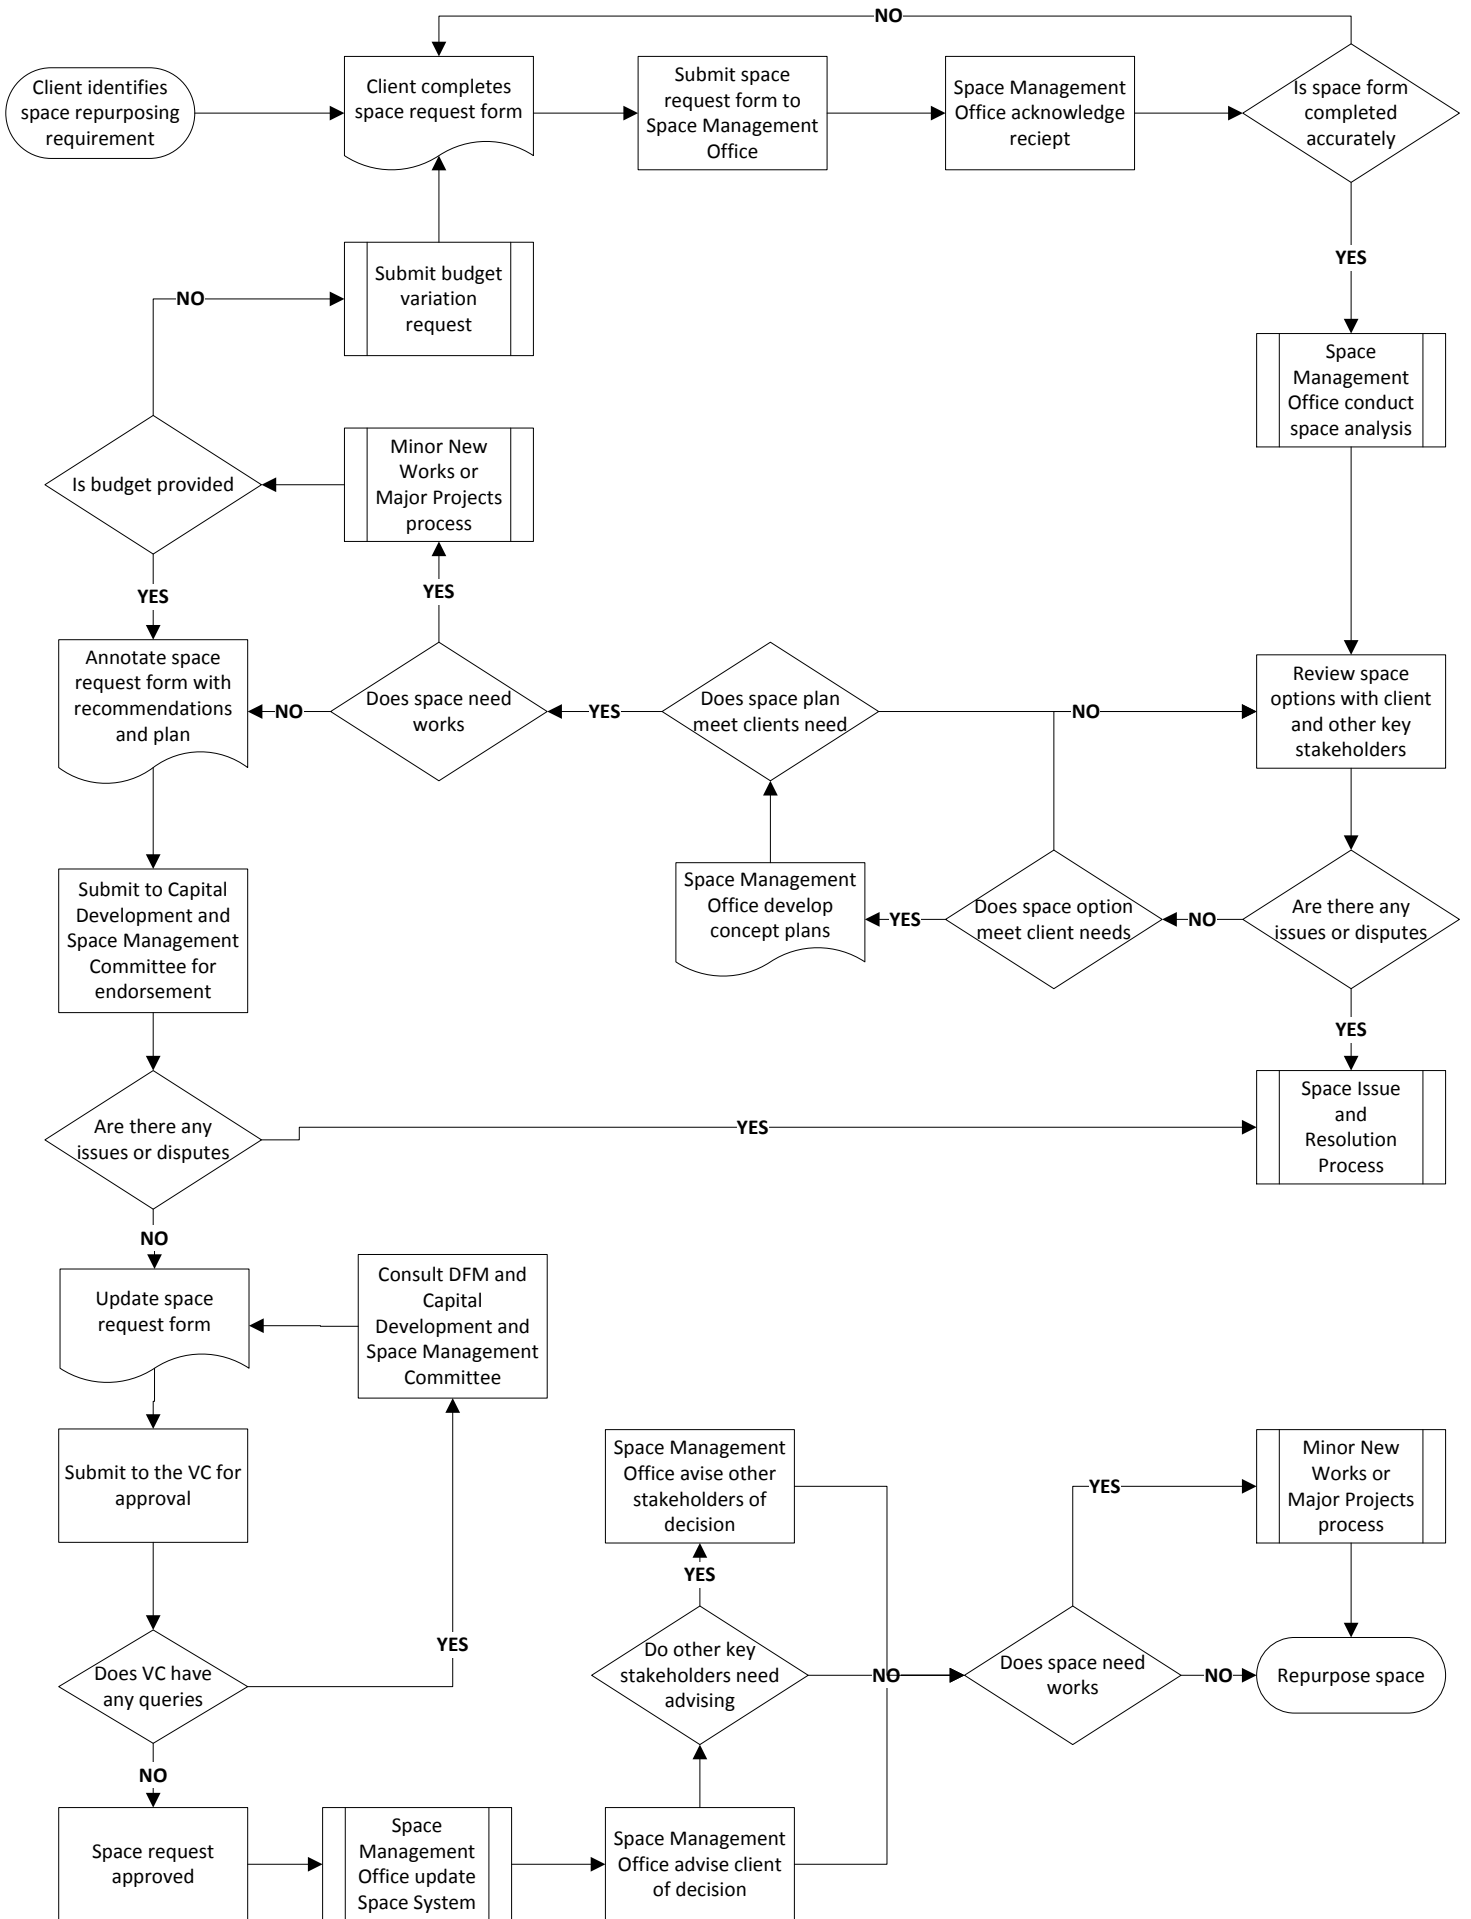 NO
Client identifies
space repurposing
requirement
Client completes
space request form
Submit space
request form to
Space Management
Office
Space Management
Office acknowledge
reciept
Is space form
completed
accurately
YES
Submit budget
variation
request
NO
Space
Management
Office conduct
space analysis
Is budget provided
Minor New
Works or
Major Projects
process
YES
YES
Annotate space
request form with
recommendations
and plan
NO
Does space need
works
YES
Does space plan
meet clients need
NO
Review space
options with client
and other key
stakeholders
Submit to Capital
Development and
Space Management
Committee for
endorsement
Space Management
Office develop
concept plans
YES
Does space option
meet client needs
NO
Are there any
issues or disputes
YES
Are there any
issues or disputes
YES
Space Issue
and
Resolution
Process
NO
Update space
request form
Consult DFM and
Capital
Development and
Space Management
Committee
Submit to the VC for
approval
Space Management
Office avise other
stakeholders of
decision
YES
Minor New
Works or
Major Projects
process
YES
Does VC have
any queries
YES
Do other key
stakeholders need
advising
NO
Does space need
works
NO
Repurpose space
NO
Space request
approved
Space
Management
Office update
Space System
Space Management
Office advise client
of decision